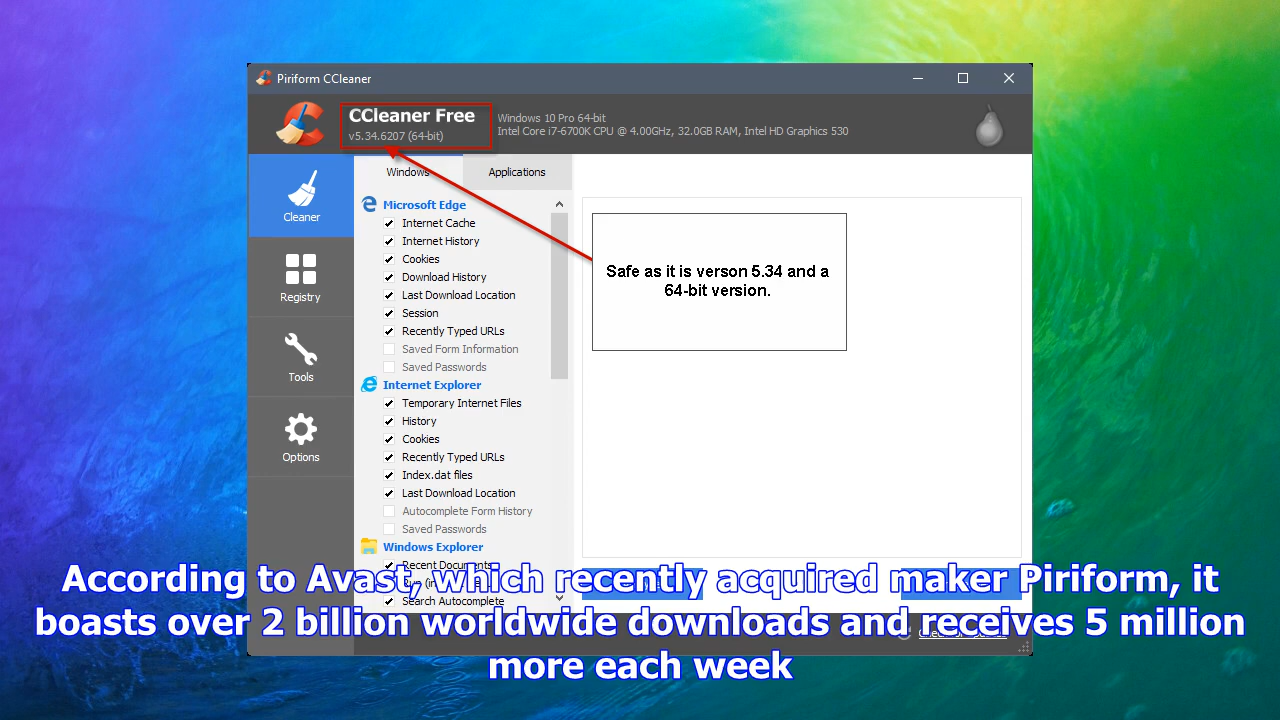 Piriform CCleaner
CCleaner Free
v5.34.6207 (64-bit)
Windows 10 Pro 64-bit
Intel Core i7-6700K CPU @ 4.00GHz, 32.0GB RAM, Intel HD Graphics 530
Cleaner
Registry
Tools
Options
Windows
Applications
Microsoft Edge
Internet Cache
Internet History
Cookies
Download History
Last Download Location
Session
Recently Typed URLs
Saved Form Information
Saved Passwords
Internet Explorer
Temporary Internet Files
History
Cookies
Recently Typed URLs
Index.dat files
Last Download Location
Autocomplete Form History
Saved Passwords
Windows Explorer
Recent Documents
Search Autocomplete
Safe as it is verson 5.34 and a
64-bit version.
According to Avast, which recently acquired maker Piriform, it
boasts over 2 billion worldwide downloads and receives 5 million
more each week